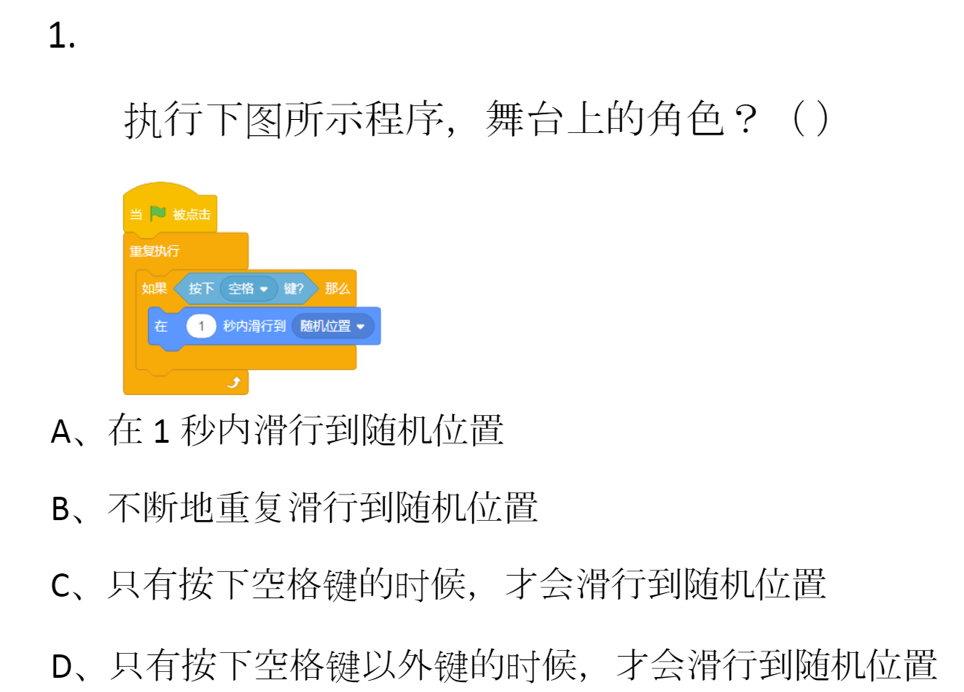 1.
执行下图所示程序，舞台上的角色？（）
当 被点击
重复执行
如果 按下 空格 键？ 那么
在 1 秒内滑行到 随机位置
A、在 1 秒内滑行到随机位置
B、不断地重复滑行到随机位置
C、只有按下空格键的时候，才会滑行到随机位置
D、只有按下空格键以外键的时候，才会滑行到随机位置